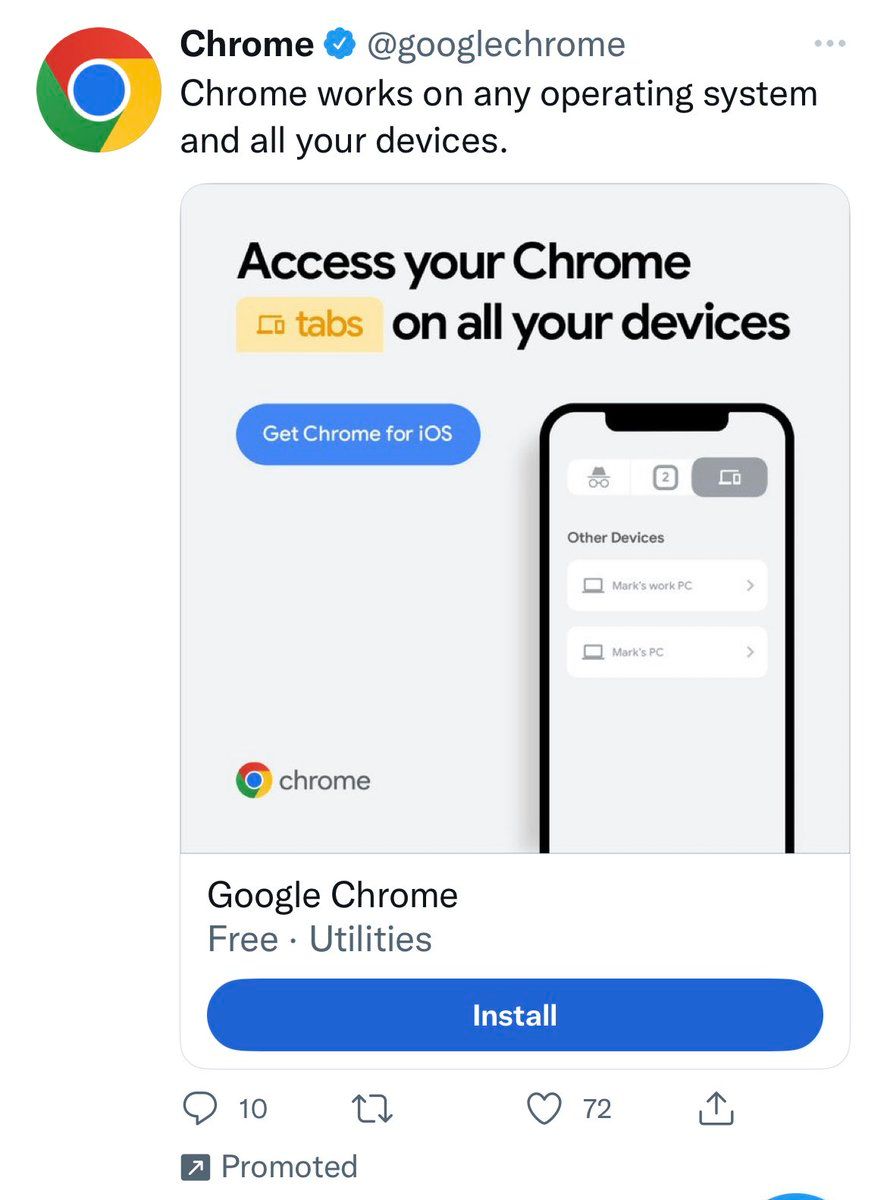 Chrome @googlechrome
Chrome works on any operating system
and all your devices.
Access your Chrome
tabs on all your devices
Get Chrome for iOS
2
Other Devices
Mark's work PC
Mark's PC
chrome
Google Chrome
Free · Utilities
Install
10 72
Promoted